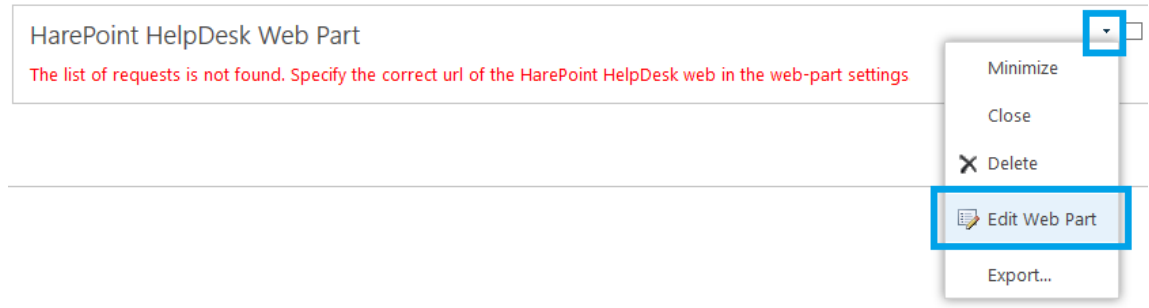 HarePoint HelpDesk Web Part
The list of requests is not found. Specify the correct url of the HarePoint HelpDesk web in the web-part settings
Minimize
Close
Delete
Edit Web Part
Export...